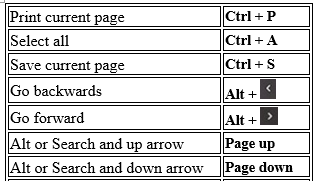 Print current page Ctrl + P
Select all Ctrl + A
Save current page Ctrl + S
Go backwards Alt + <
Go forward Alt + >
Alt or Search and up arrow Page up
Alt or Search and down arrow Page down